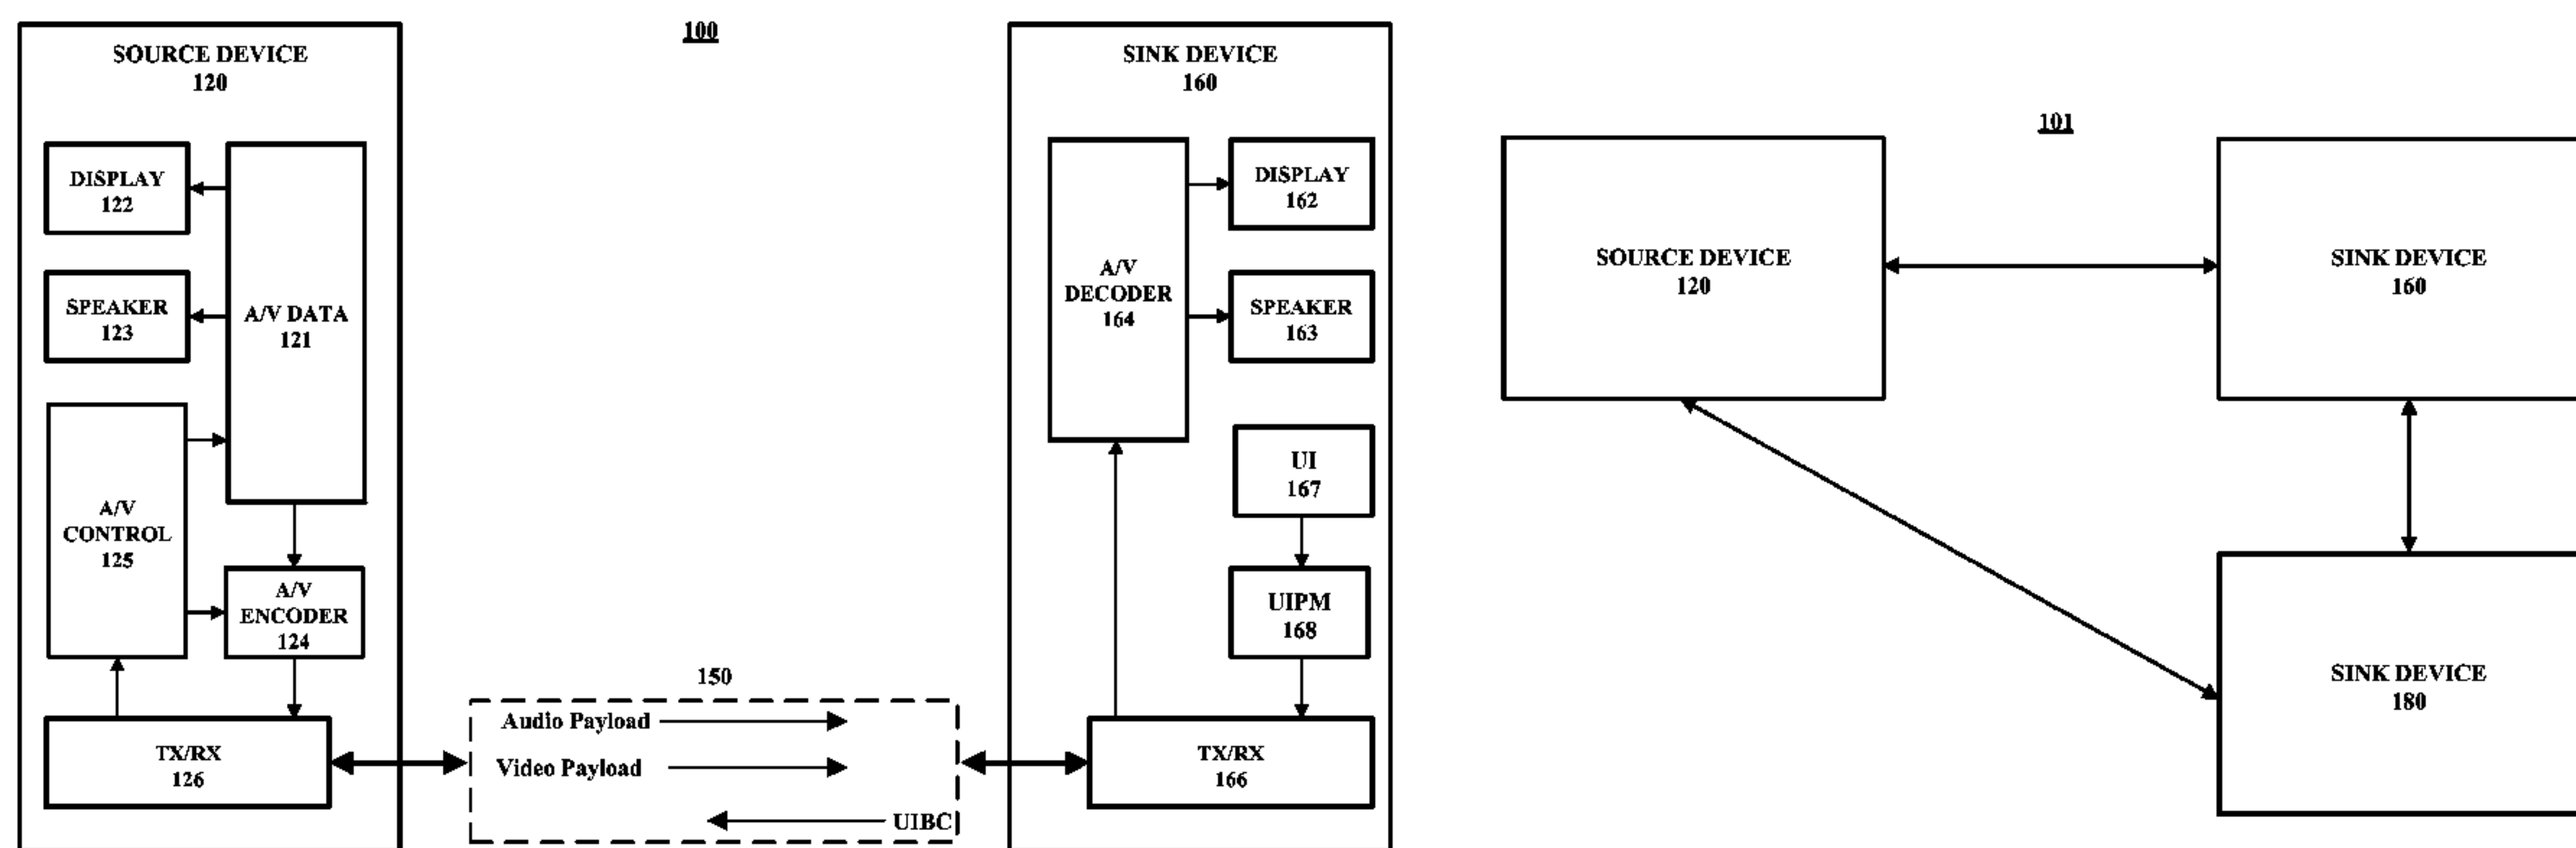 100
SOURCE DEVICE
120
DISPLAY
122
SPEAKER
123
A/V DATA
121
A/V
CONTROL
125
A/V
ENCODER
124
TX/RX
126
150
Audio Payload
Video Payload
UIBC
SINK DEVICE
160
A/V
DECODER
164
DISPLAY
162
SPEAKER
163
UI
167
UIPM
168
TX/RX
166
101
SOURCE DEVICE
120
SINK DEVICE
160
SINK DEVICE
180